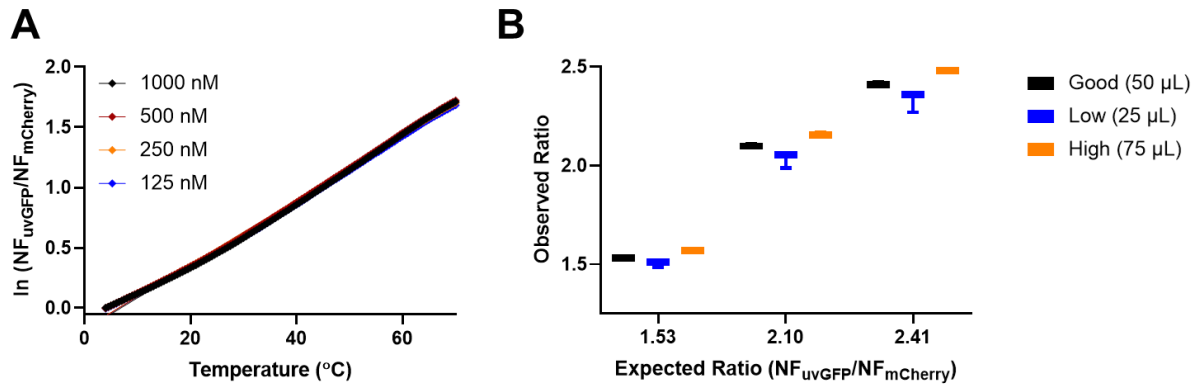 A
ln (NFuvGFP/NFmCherry)
2.0
1.5
1.0
0.5
0.0
1000 nM
500 nM
250 nM
125 nM
0
20
40
60
Temperature (°C)
B
Observed Ratio
2.5
2.0
1.5
1.53
2.10
2.41
Expected Ratio (NFuvGFP/NFmCherry)
Good (50 µL)
Low (25 µL)
High (75 µL)